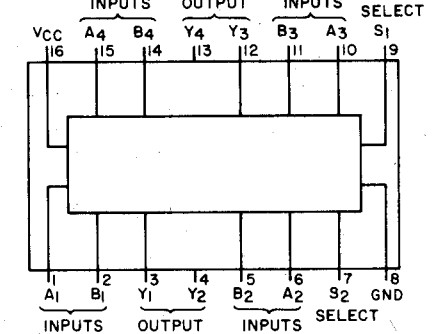 INPUTS OUTPUT INPUTS SELECT
VCC A4 B4 Y4 Y3 B3 A3 S1
16 15 14 13 12 11 10 9
1 2 3 4 5 6 7 8
A1 B1 Y1 Y2 B2 A2 S2 GND
INPUTS OUTPUT INPUTS SELECT